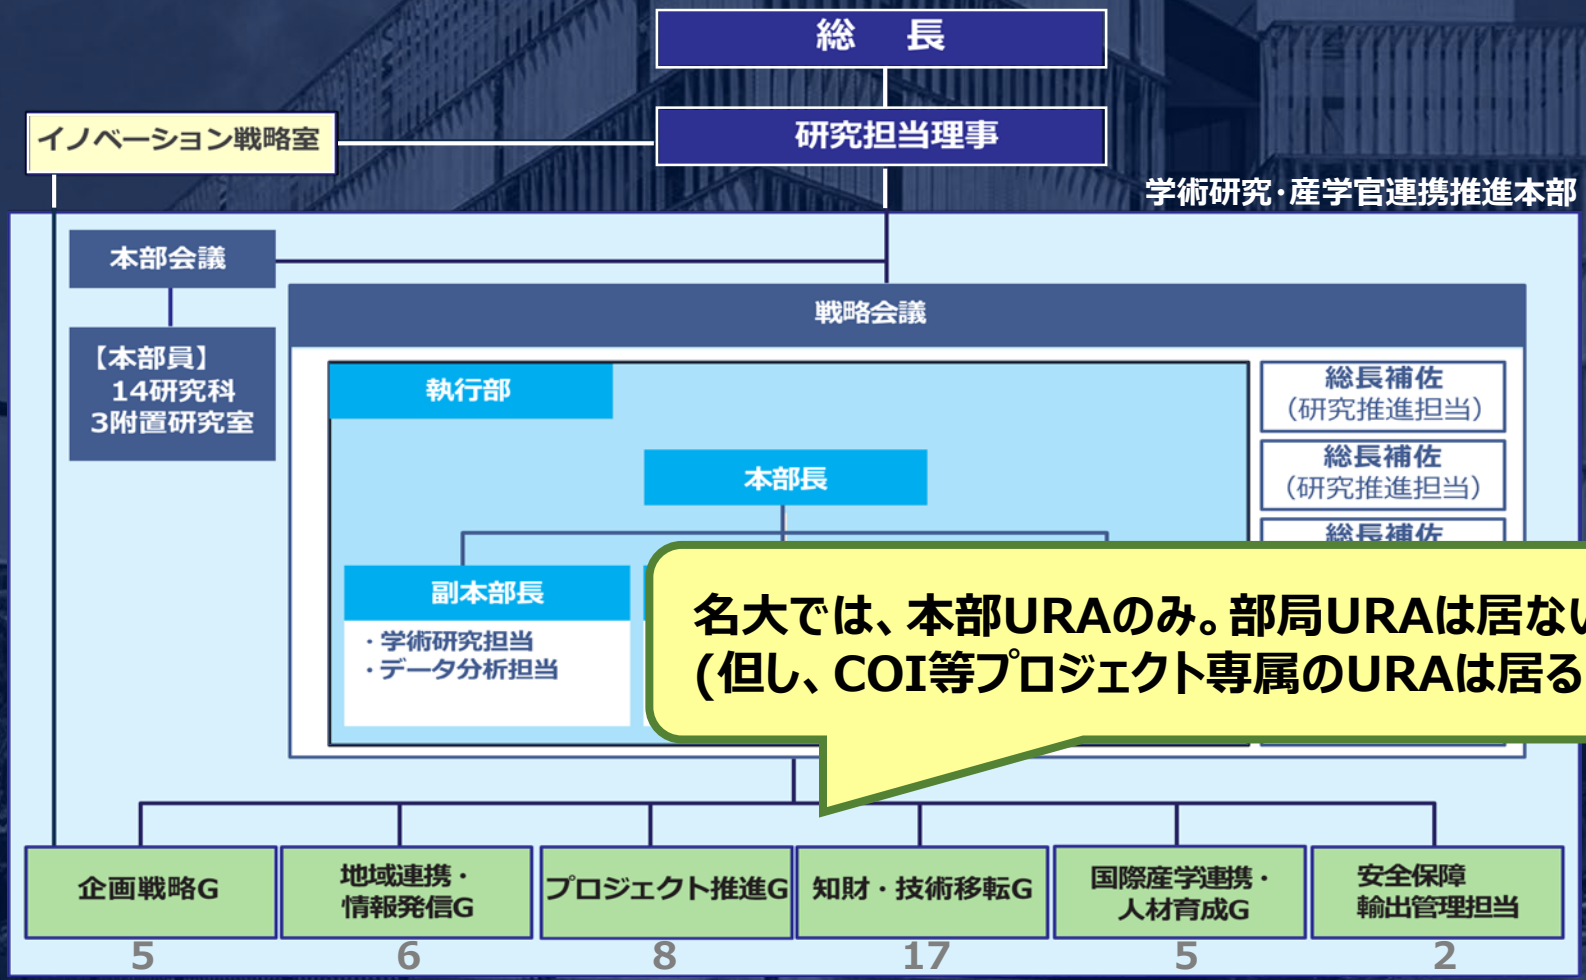 総　長
研究担当理事
イノベーション戦略室
学術研究・産学官連携推進本部
本部会議
【本部員】
14研究科
3附置研究室
戦略会議
執行部
本部長
副本部長
・学術研究担当
・データ分析担当
総長補佐
（研究推進担当）
総長補佐
（研究推進担当）
総長補佐
名大では、本部URAのみ。部局URAは居ない
(但し、COI等プロジェクト専属のURAは居る
企画戦略G
地域連携・
情報発信G
プロジェクト推進G
知財・技術移転G
国際産学連携・
人材育成G
安全保障
輸出管理担当
5
6
8
17
5
2